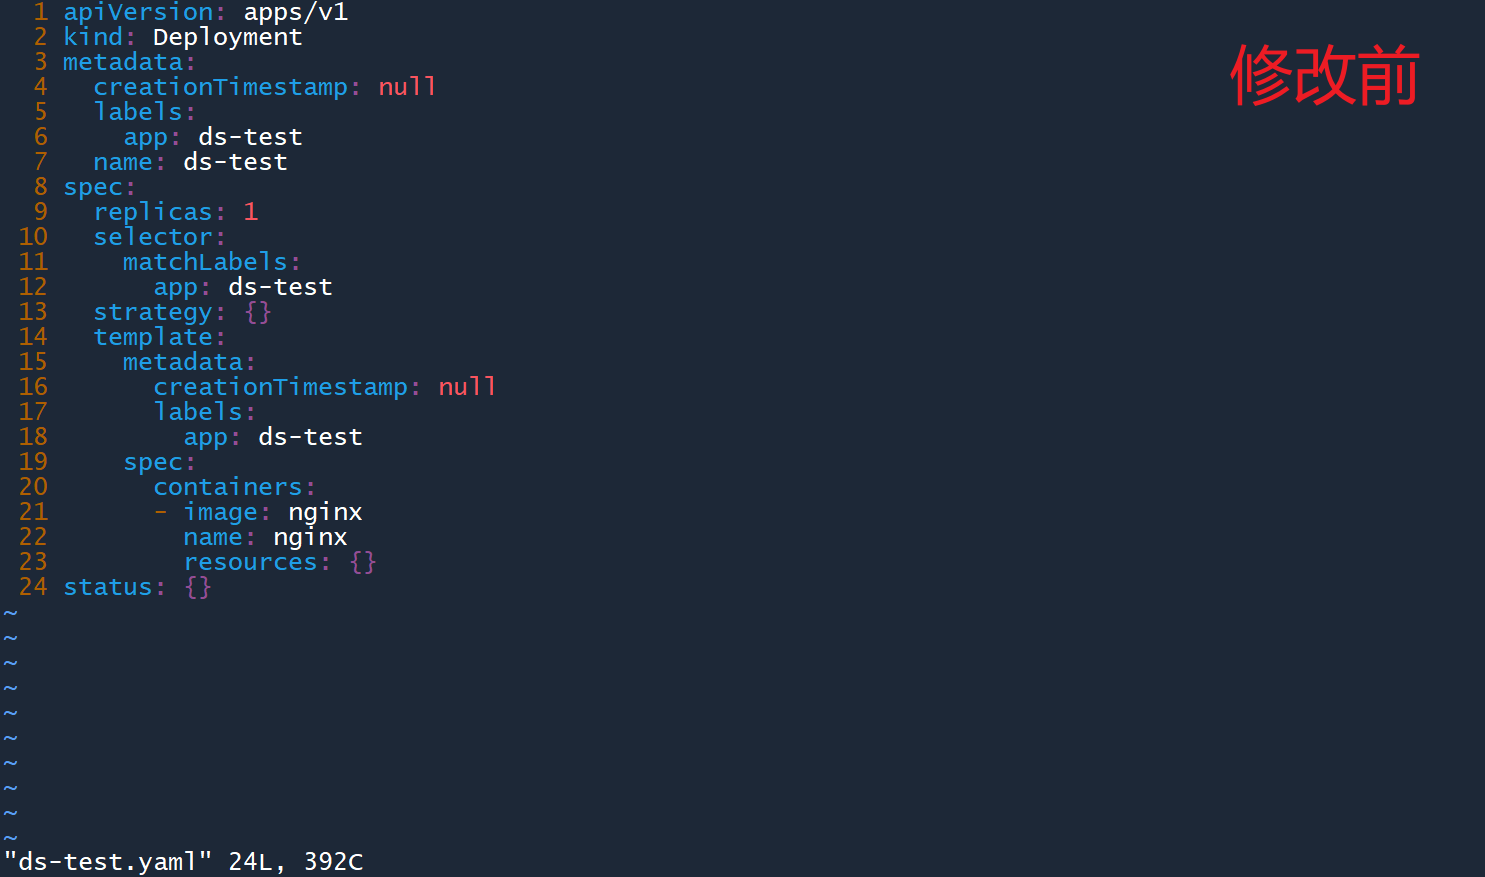 1 apiVersion: apps/v1
2 kind: Deployment
3 metadata:
4   creationTimestamp: null
5   labels:
6     app: ds-test
7   name: ds-test
8 spec:
9   replicas: 1
10   selector:
11     matchLabels:
12       app: ds-test
13   strategy: {}
14   template:
15     metadata:
16       creationTimestamp: null
17       labels:
18         app: ds-test
19     spec:
20       containers:
21       - image: nginx
22         name: nginx
23         resources: {}
24 status: {}
~
~
~
~
~
~
~
~
~
~
"ds-test.yaml" 24L, 392C
修改前